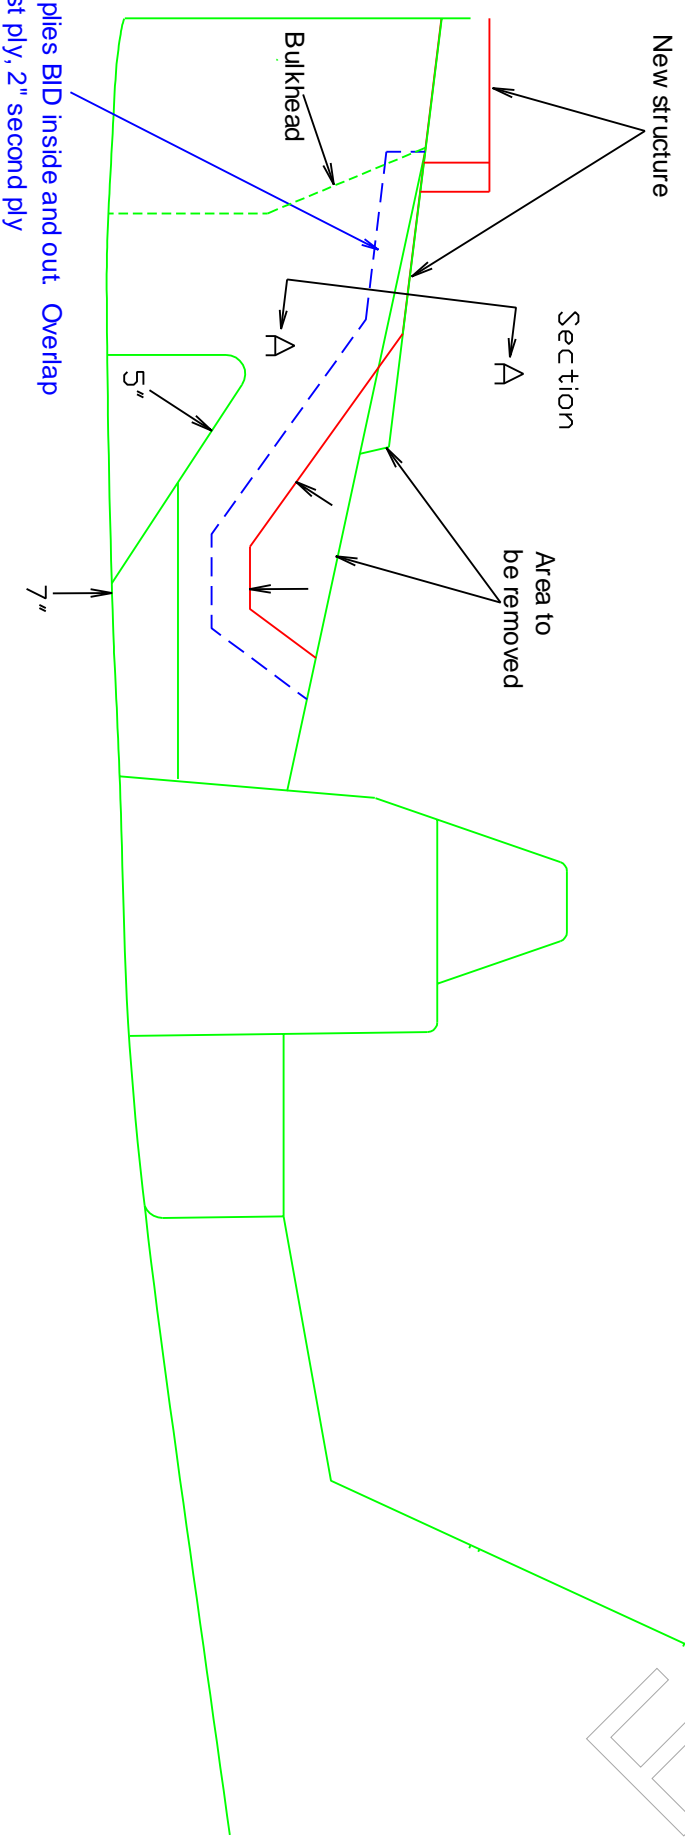 New structure
Bulkhead
plies BID inside and out. Overlap
ply, 2" second ply
Section
A
A
5"
7"
Area to
be removed